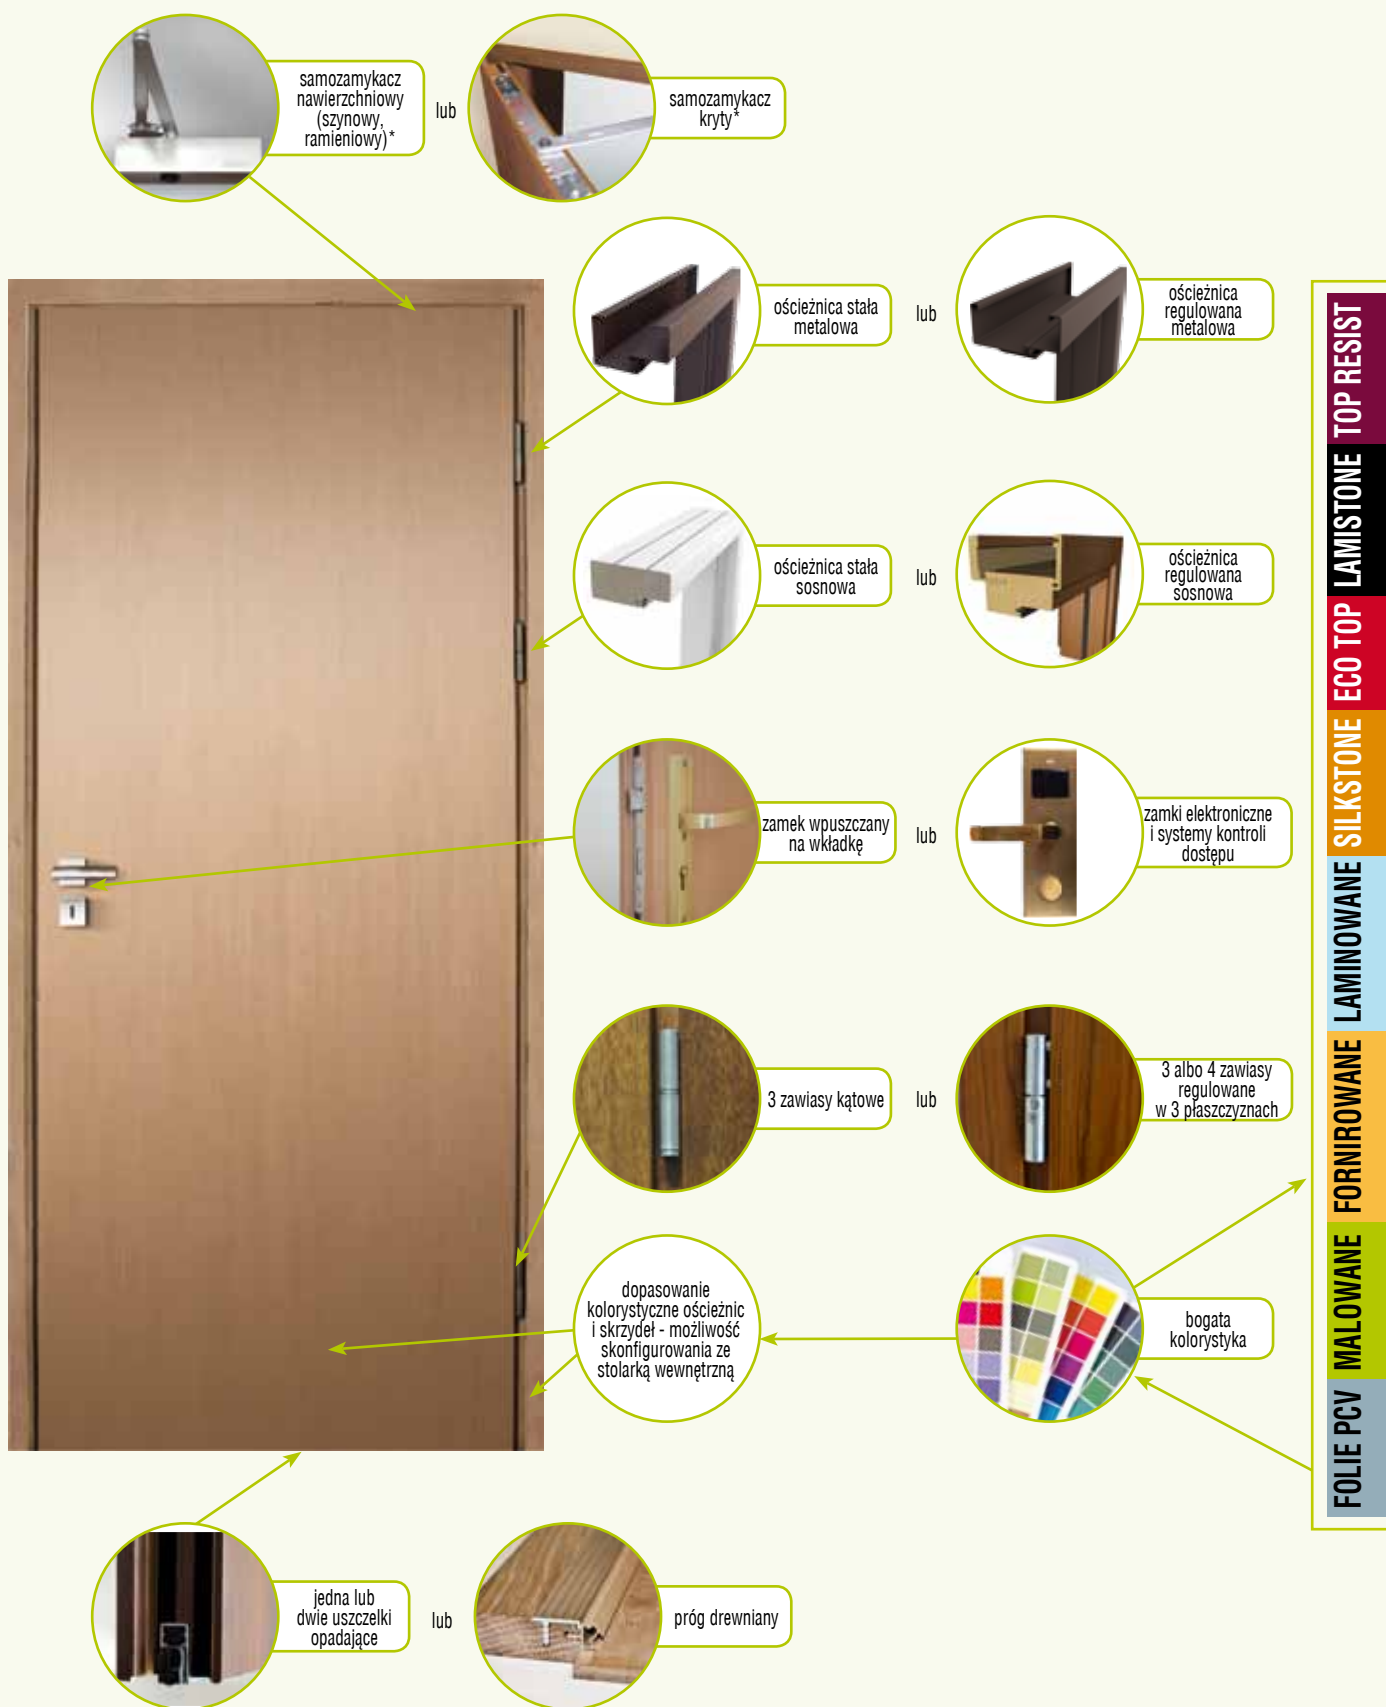 samozamykacz
nawierzchniowy
(szynowy,
ramieniowy)*
lub
samozamykacz
kryty*
ościeżnica stała
metalowa
lub
ościeżnica
regulowana
metalowa
ościeżnica stała
sosnowa
lub
ościeżnica
regulowana
sosnowa
zamek wpuszczany
na wkładkę
lub
zamki elektroniczne
i systemy kontroli
dostępu
3 zawiasy kątowe
lub
3 albo 4 zawiasy
regulowane
w 3 płaszczyznach
dopasowanie
kolorystyczne ościeżnic
i skrzydeł - możliwość
skonfigurowania ze
stolarką wewnętrzną
bogata
kolorystyka
jedna lub
dwie uszczelki
opadające
lub
próg drewniany
TOP RESIST
LAMISTONE
ECO TOP
SILKSTONE
LAMINOWANE
FORNIROWANE
MALOWANE
FOLIE PCV